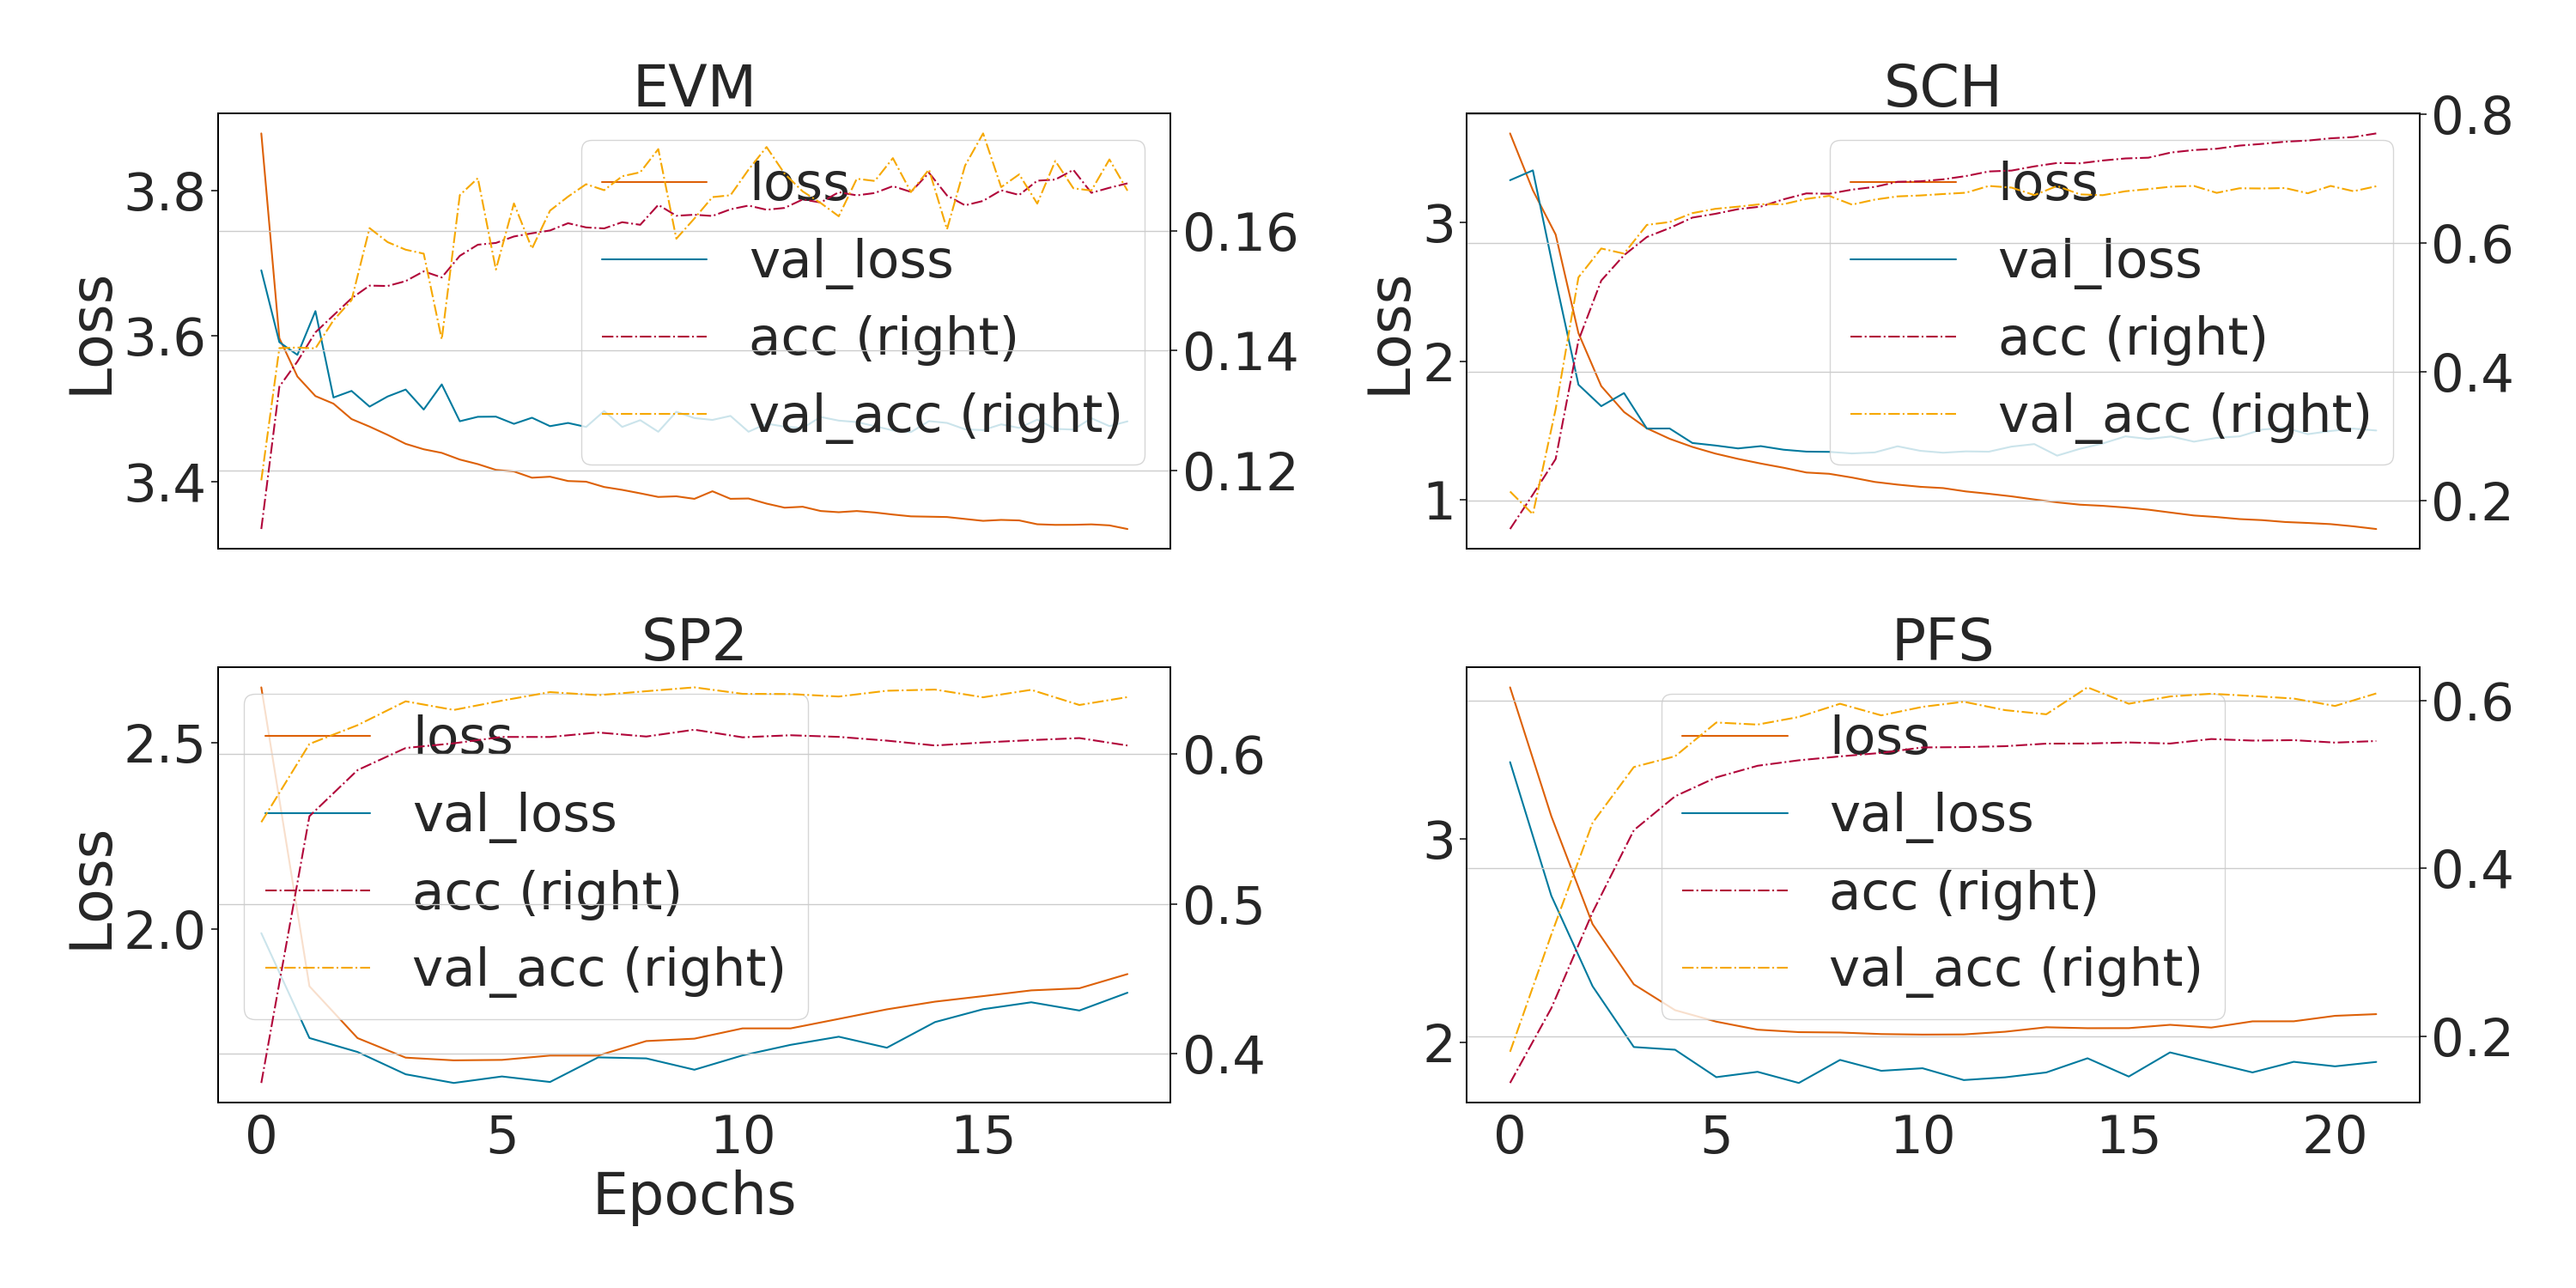 EVM
3.8
3.6
3.4
Loss
0.16
0.14
0.12
loss
val_loss
acc (right)
val_acc (right)
SCH
3
2
1
Loss
0.8
0.6
0.4
0.2
loss
val_loss
acc (right)
val_acc (right)
SP2
2.5
2.0
Loss
0.6
0.5
0.4
loss
val_loss
acc (right)
val_acc (right)
0 5 10 15
Epochs
PFS
3
2
0.6
0.4
0.2
loss
val_loss
acc (right)
val_acc (right)
0 5 10 15 20